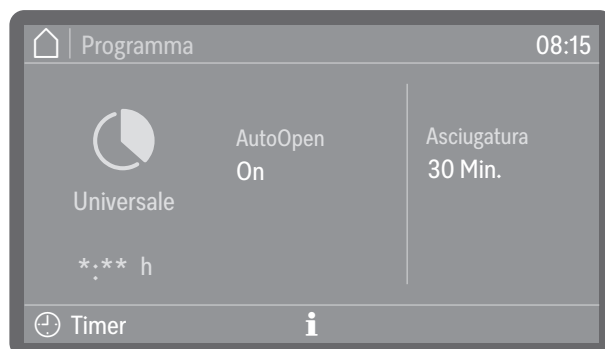 Programma
08:15
AutoOpen
On
Asciugatura
30 Min.
Universale
*:** h
Timer
i